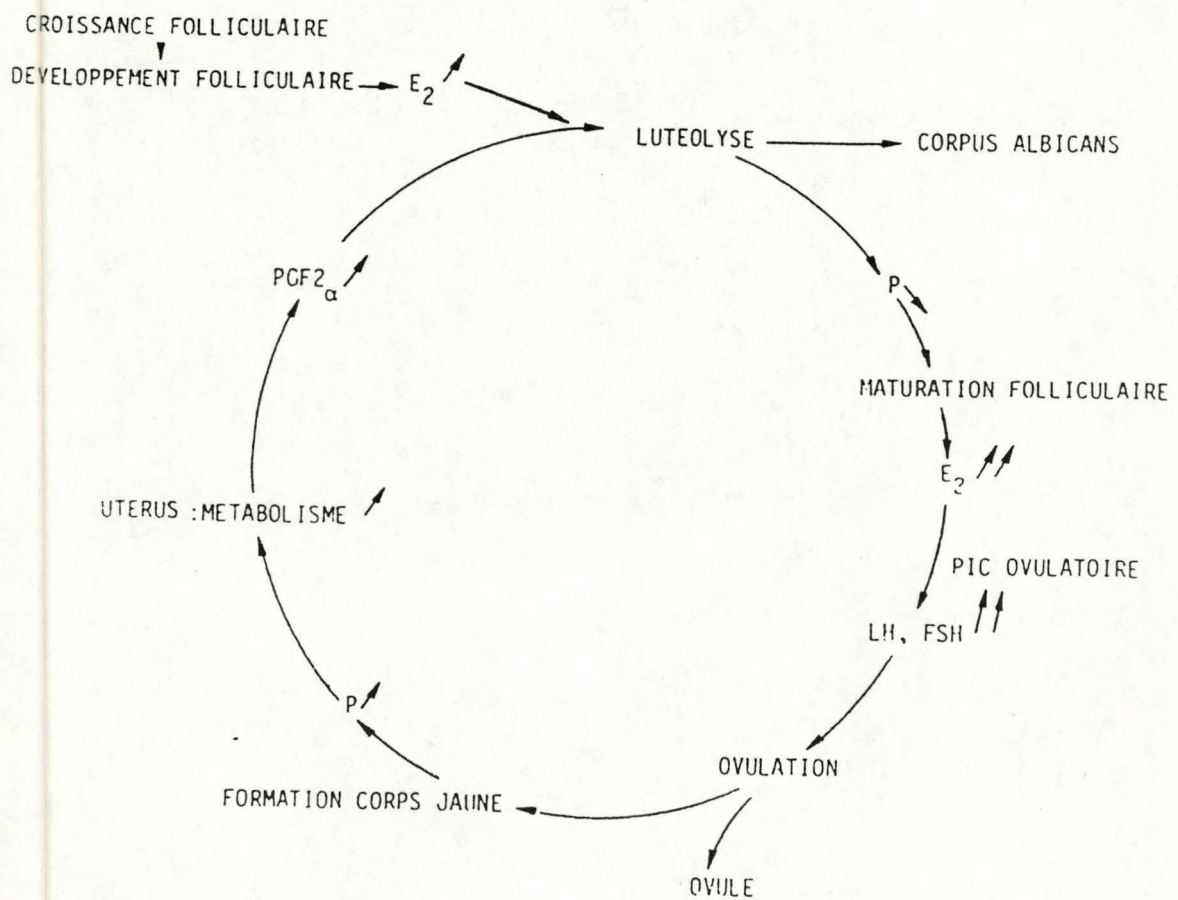 CROISSANCE FOLLICULAIRE
DEVELOPPEMENT FOLLICULAIRE → E2 ↗
LUTEOLYSE → CORPUS ALBICANS
PGF2α ↗
P ↘
MATURATION FOLLICULAIRE
E2 ↗↗
UTERUS :METABOLISME ↗
PIC OVULATOIRE
LH, FSH ↗↗
P ↗
OVULATION
FORMATION CORPS JAUNE
OVULE